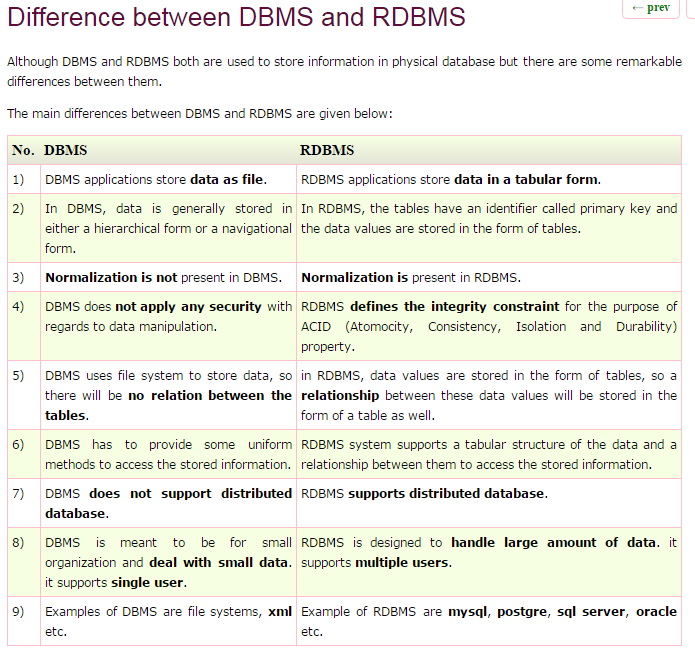 Difference between DBMS and RDBMS
← prev
Although DBMS and RDBMS both are used to store information in physical database but there are some remarkable
differences between them.
The main differences between DBMS and RDBMS are given below:
No. DBMS RDBMS
1) DBMS applications store data as file. RDBMS applications store data in a tabular form.
2) In DBMS, data is generally stored in In RDBMS, the tables have an identifier called primary key and
either a hierarchical form or a navigational the data values are stored in the form of tables.
form.
3) Normalization is not present in DBMS. Normalization is present in RDBMS.
4) DBMS does not apply any security with RDBMS defines the integrity constraint for the purpose of
regards to data manipulation. ACID (Atomocity, Consistency, Isolation and Durability)
property.
5) DBMS uses file system to store data, so in RDBMS, data values are stored in the form of tables, so a
there will be no relation between the relationship between these data values will be stored in the
tables. form of a table as well.
6) DBMS has to provide some uniform RDBMS system supports a tabular structure of the data and a
methods to access the stored information. relationship between them to access the stored information.
7) DBMS does not support distributed RDBMS supports distributed database.
database.
8) DBMS is meant to be for small RDBMS is designed to handle large amount of data. it
organization and deal with small data. supports multiple users.
it supports single user.
9) Examples of DBMS are file systems, xml Example of RDBMS are mysql, postgre, sql server, oracle
etc. etc.